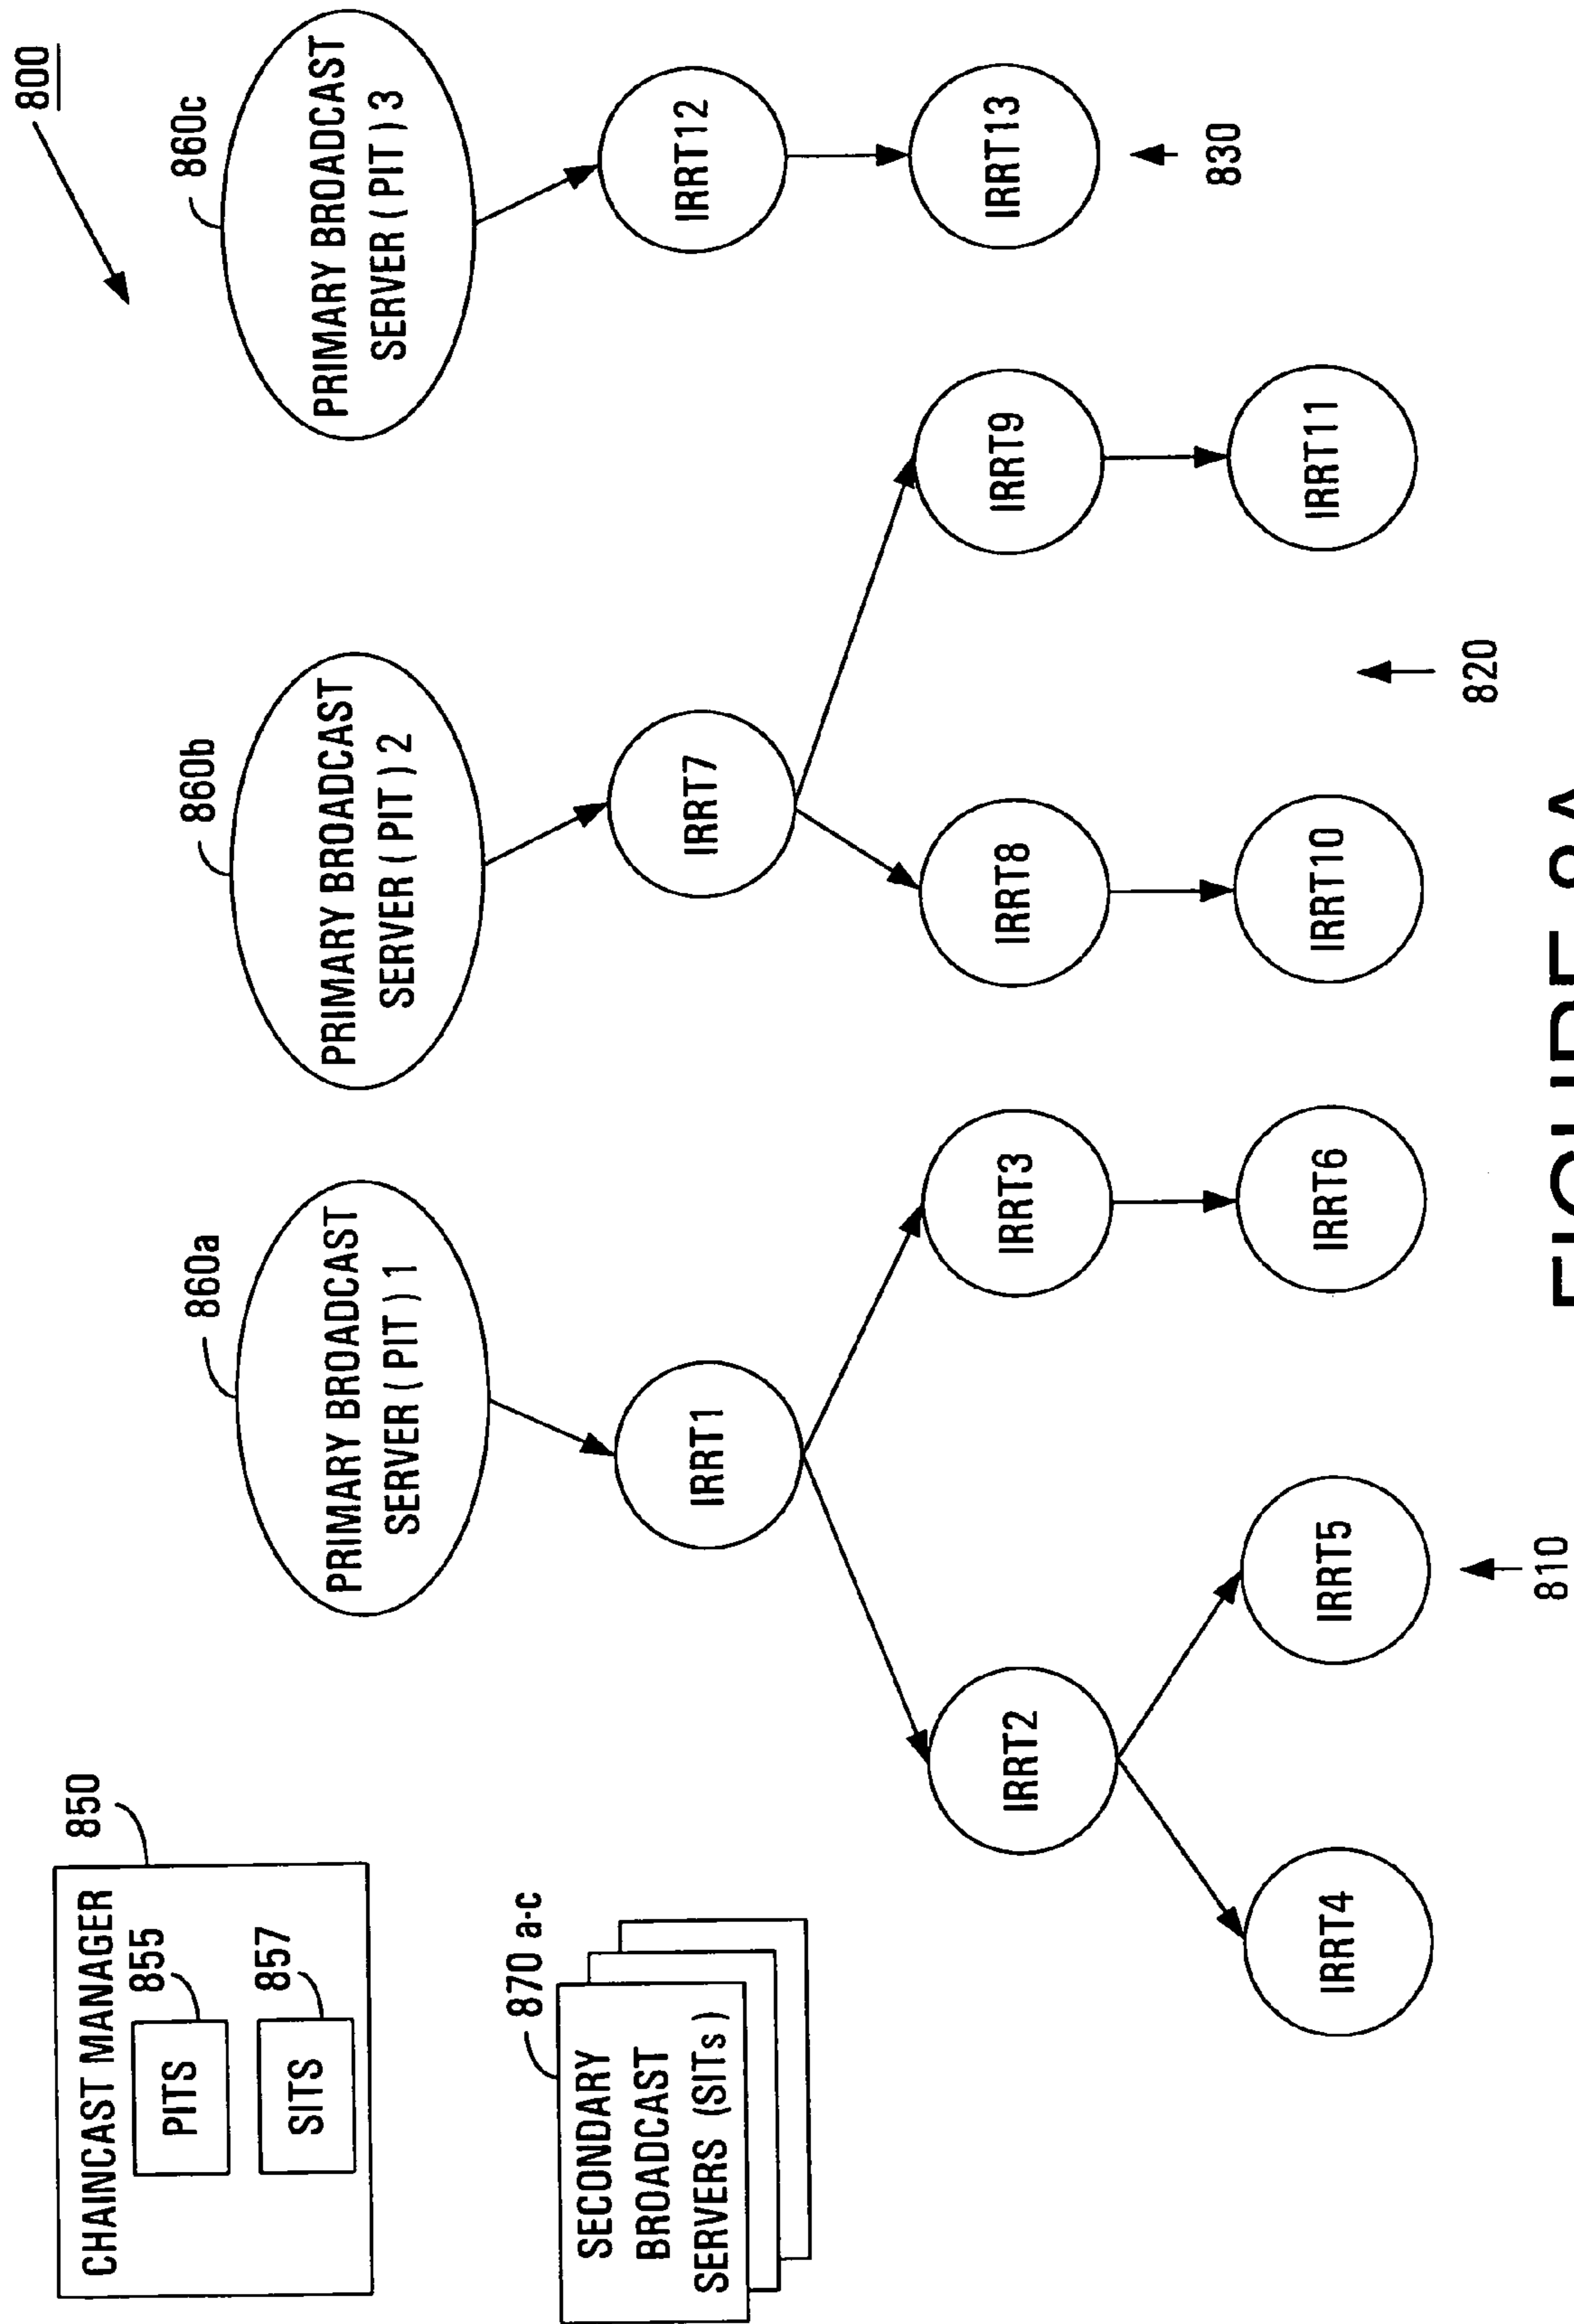 800
CHAINCAST MANAGER
850
PITS
855
SITS
857
SECONDARY
BROADCAST
SERVERS (SITs)
870 a-c
860a
PRIMARY BROADCAST
SERVER (PIT) 1
860b
PRIMARY BROADCAST
SERVER (PIT) 2
860c
PRIMARY BROADCAST
SERVER (PIT) 3
IRRT1
IRRT7
IRRT12
IRRT2
IRRT3
IRRT8
IRRT9
IRRT13
IRRT4
IRRT5
IRRT6
IRRT10
IRRT11
810
820
830